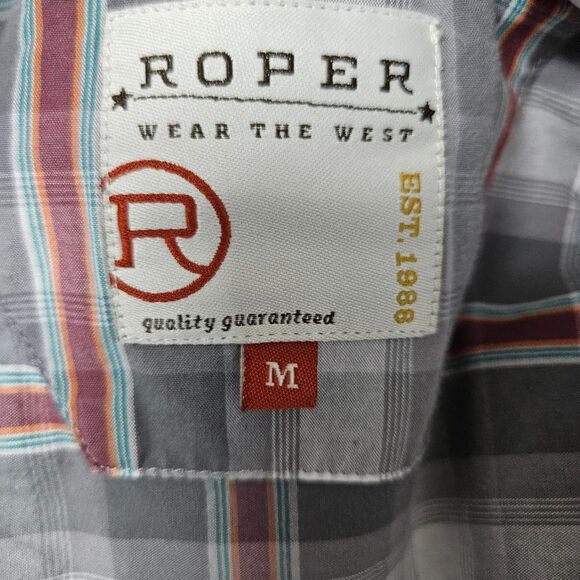 ROPER
WEAR THE WEST
R
EST. 1988
quality guaranteed
M